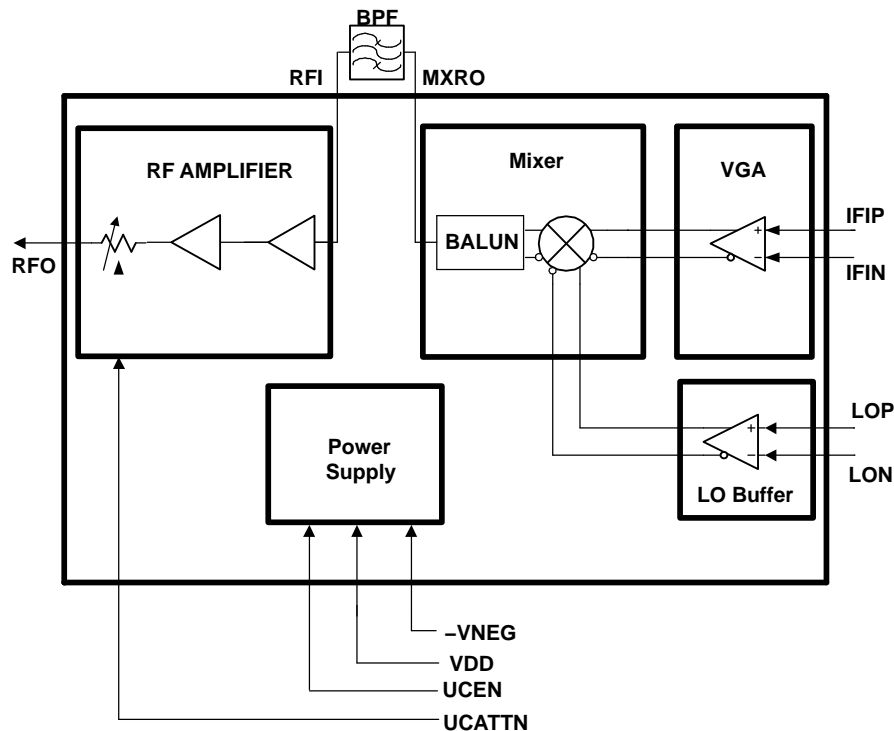 BPF
RFI
MXRO
RF AMPLIFIER
Mixer
VGA
IFIP
+
BALUN
RFO
−
IFIN
LOP
+
Power
Supply
−
LON
LO Buffer
–VNEG
VDD
UCEN
UCATTN